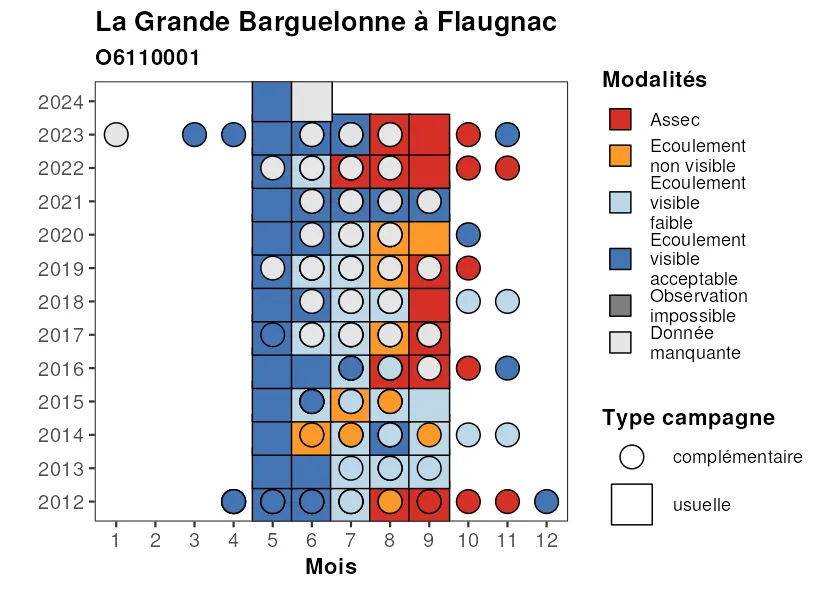 La Grande Barguelonne à Flaugnac
O6110001
2024
2023
2022
2021
2020
2019
2018
2017
2016
2015
2014
2013
2012
1 2 3 4 5 6 7 8 9 10 11 12
Mois
Modalités
Assec
Ecoulement
non visible
Ecoulement
visible
faible
Ecoulement
visible
acceptable
Observation
impossible
Donnée
manquante
Type campagne
complémentaire
usuelle